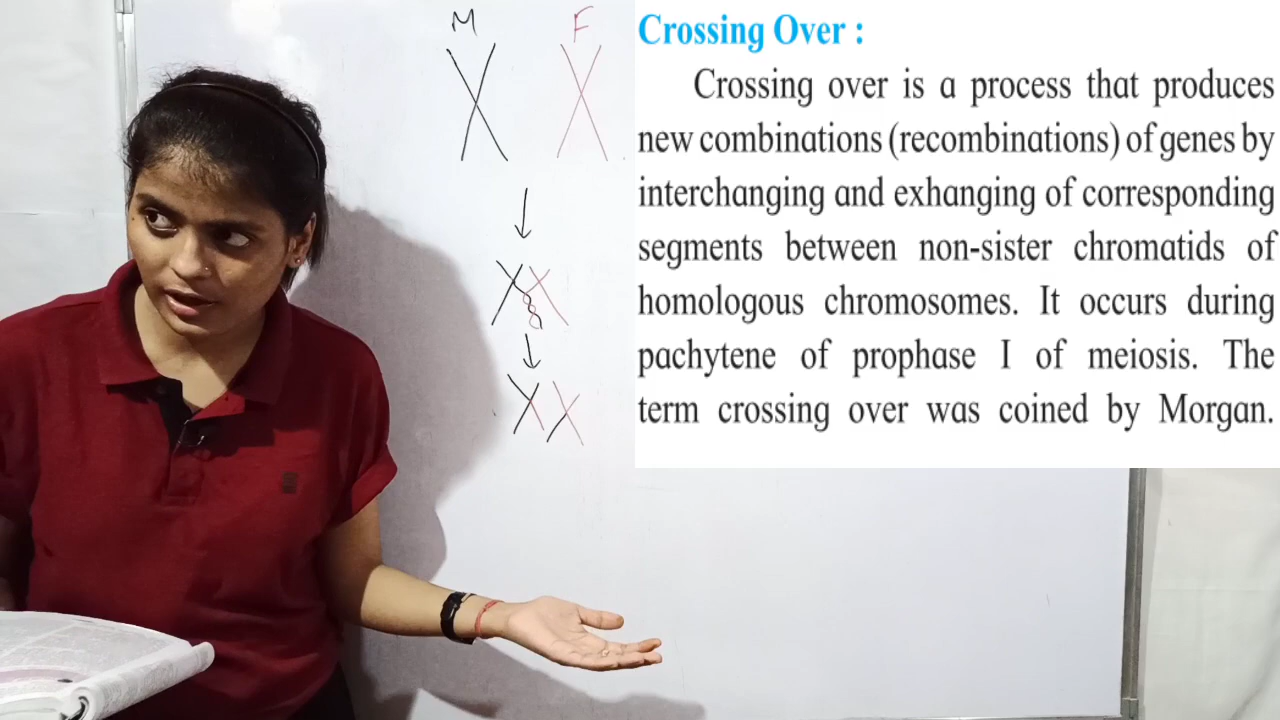 M F
Crossing Over :
Crossing over is a process that produces
new combinations (recombinations) of genes by
interchanging and exhanging of corresponding
segments between non-sister chromatids of
homologous chromosomes. It occurs during
pachytene of prophase I of meiosis. The
term crossing over was coined by Morgan.